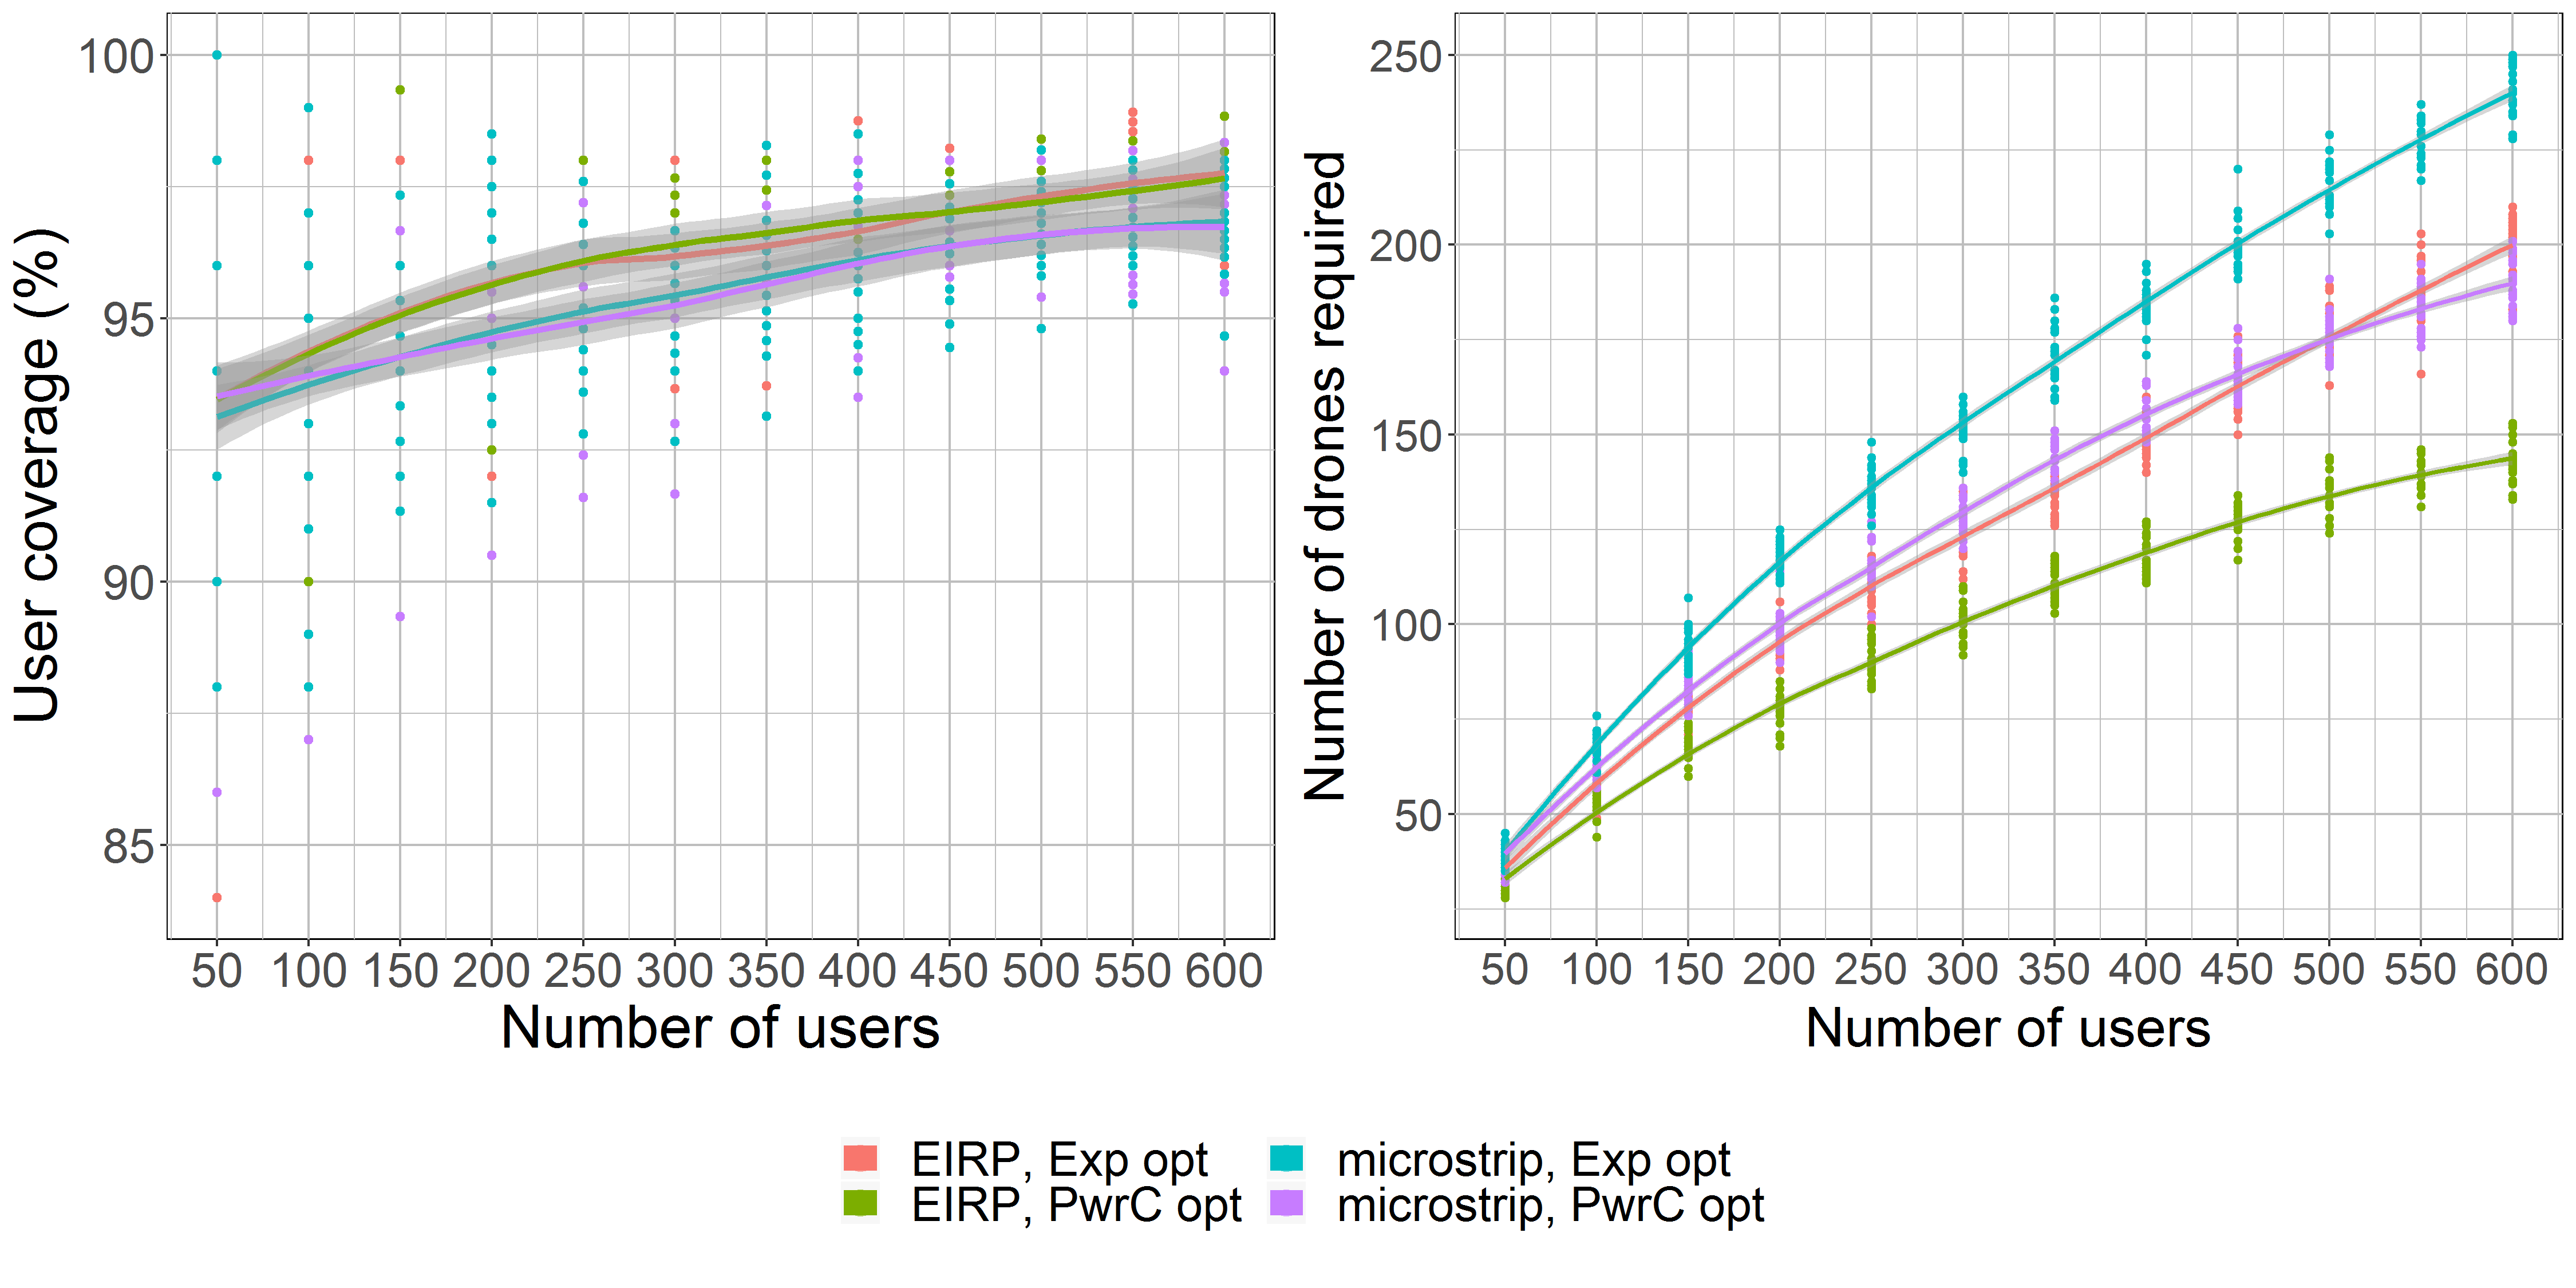 User coverage (%)
100
95
90
85
50 100 150 200 250 300 350 400 450 500 550 600
Number of users
Number of drones required
250
200
150
100
50
50 100 150 200 250 300 350 400 450 500 550 600
Number of users
EIRP, Exp opt
microstrip, Exp opt
EIRP, PwrC opt
microstrip, PwrC opt